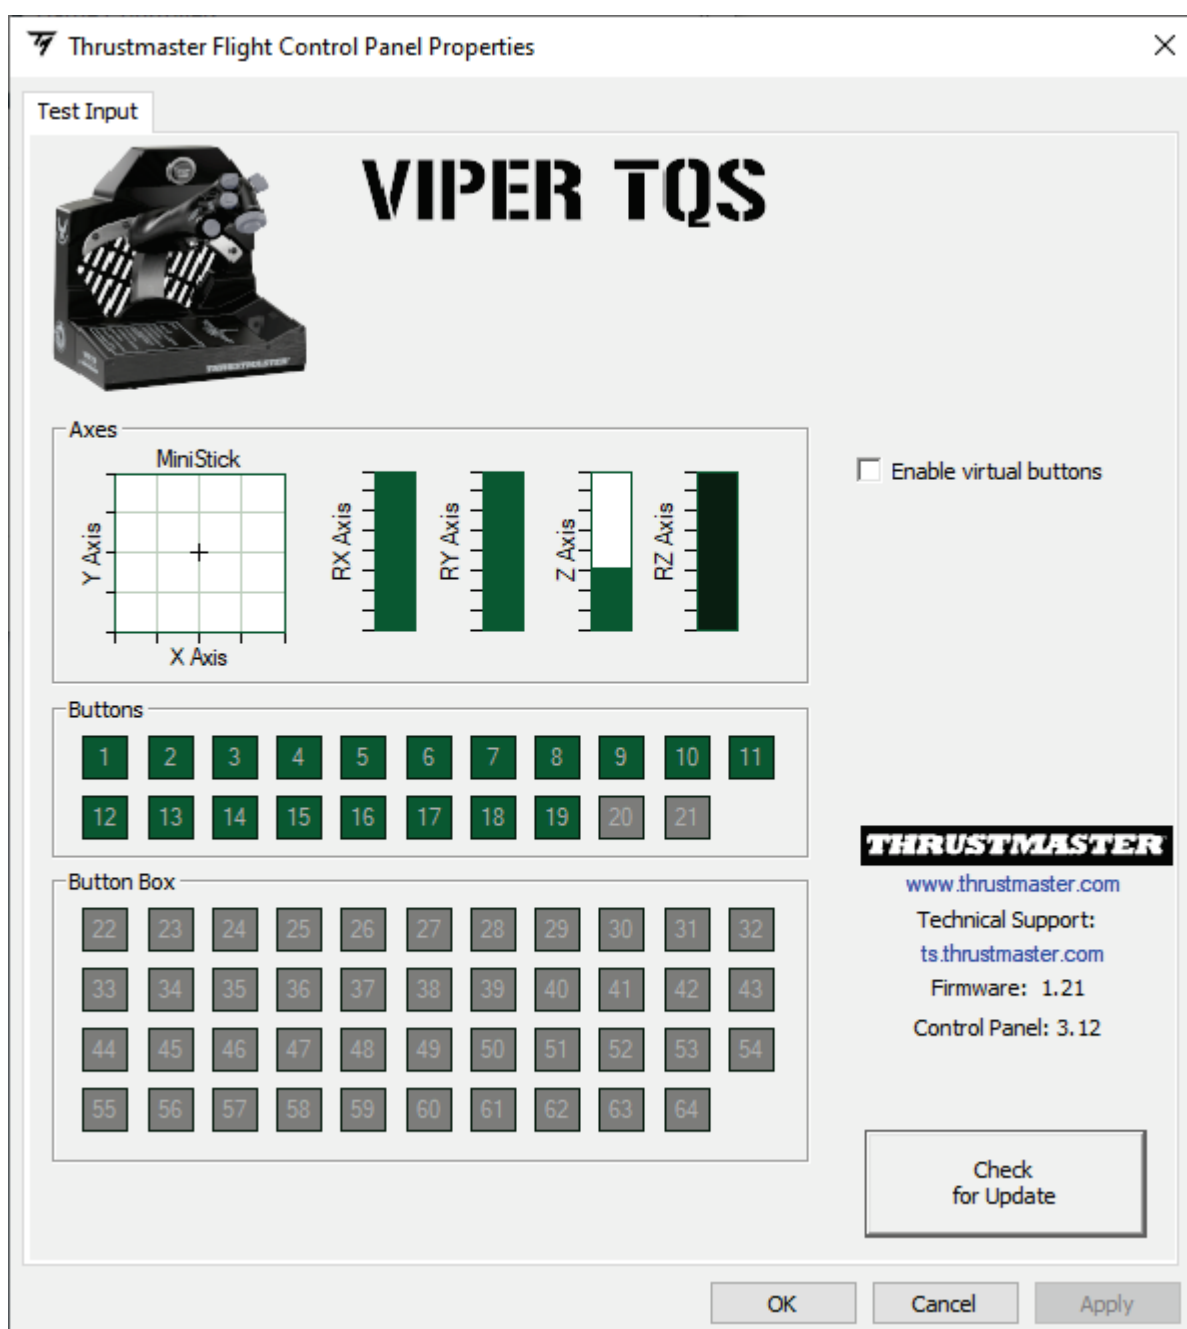 Thrustmaster Flight Control Panel Properties
Test Input
VIPER TQS
THRUSTMASTER
Axes
MiniStick
Y Axis
X Axis
RX Axis
RY Axis
Z Axis
RZ Axis
Enable virtual buttons
Buttons
1 2 3 4 5 6 7 8 9 10 11
12 13 14 15 16 17 18 19 20 21
Button Box
22 23 24 25 26 27 28 29 30 31 32
33 34 35 36 37 38 39 40 41 42 43
44 45 46 47 48 49 50 51 52 53 54
55 56 57 58 59 60 61 62 63 64
THRUSTMASTER
www.thrustmaster.com
Technical Support:
ts.thrustmaster.com
Firmware: 1.21
Control Panel: 3.12
Check
for Update
OK Cancel Apply